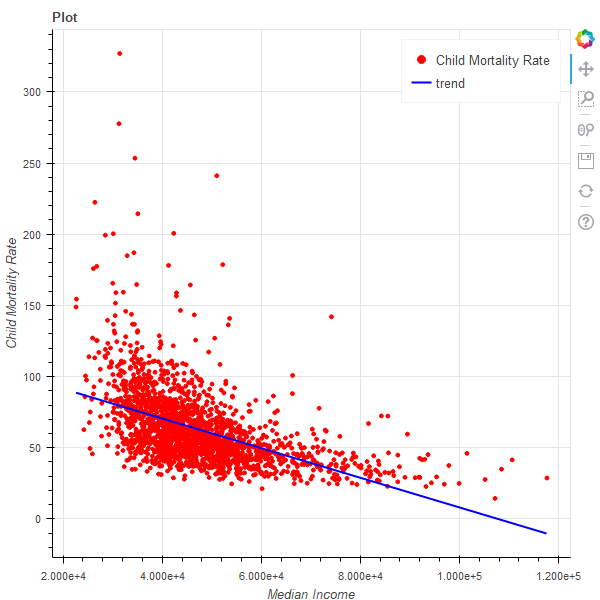 Plot
Child Mortality Rate
trend
300
250
200
150
100
50
0
Child Mortality Rate
2.000e+4 4.000e+4 6.000e+4 8.000e+4 1.000e+5 1.200e+5
Median Income